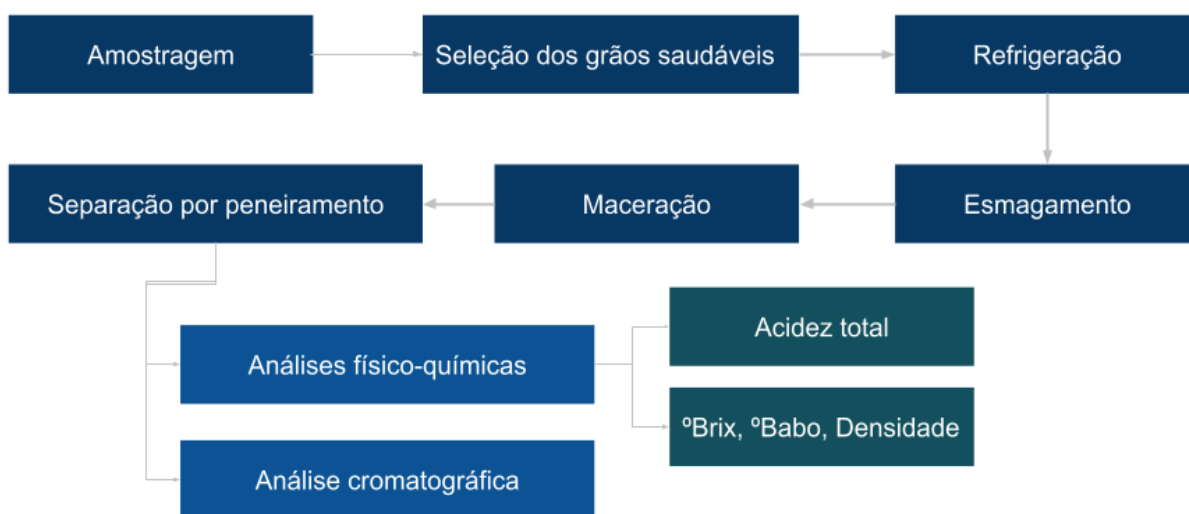 Amostragem
Seleção dos grãos saudáveis
Refrigeração
Separação por peneiramento
Maceração
Esmagamento
Acidez total
Análises físico-químicas
ºBrix, ºBabo, Densidade
Análise cromatográfica